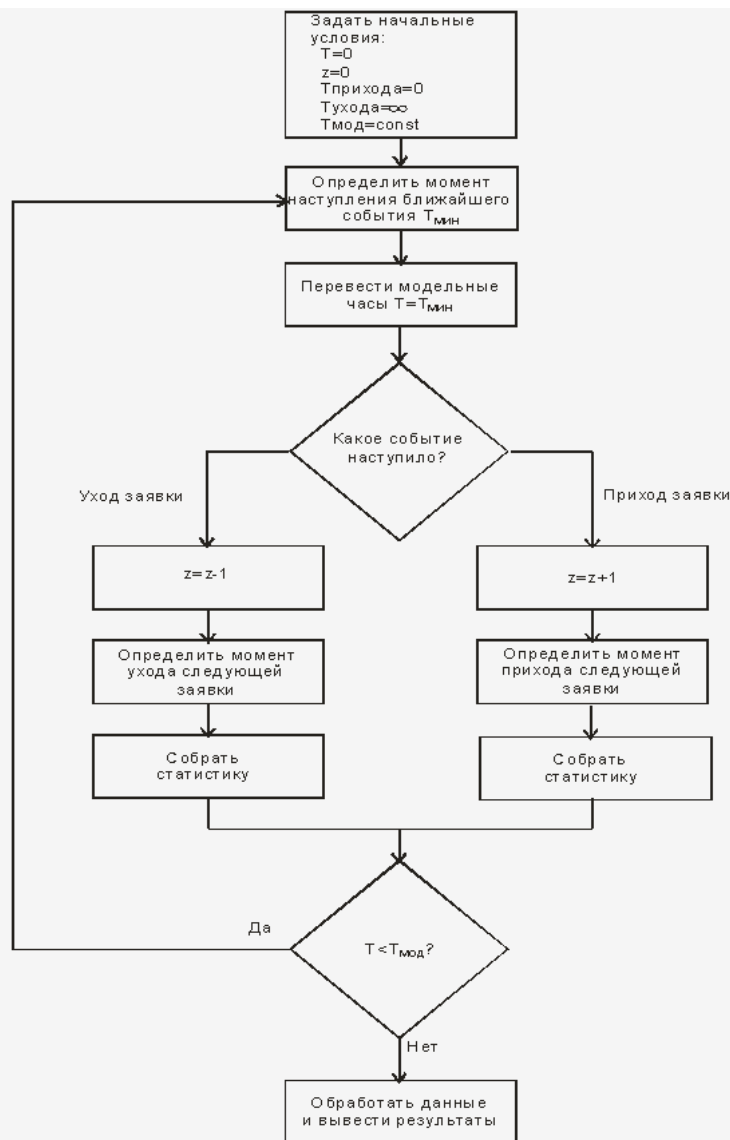 Задать начальные
условия:
T=0
z=0
Tприхода=0
Tухода=∞
Tмод=const
Определить момент
наступления ближайшего
события Tмин
Перевести модельные
часы T=Tмин
Какое событие
наступило?
Уход заявки
Приход заявки
z=z-1
z=z+1
Определить момент
ухода следующей
заявки
Определить момент
прихода следующей
заявки
Собрать
статистику
Собрать
статистику
Да
T<Tмод?
Нет
Обработать данные
и вывести результаты